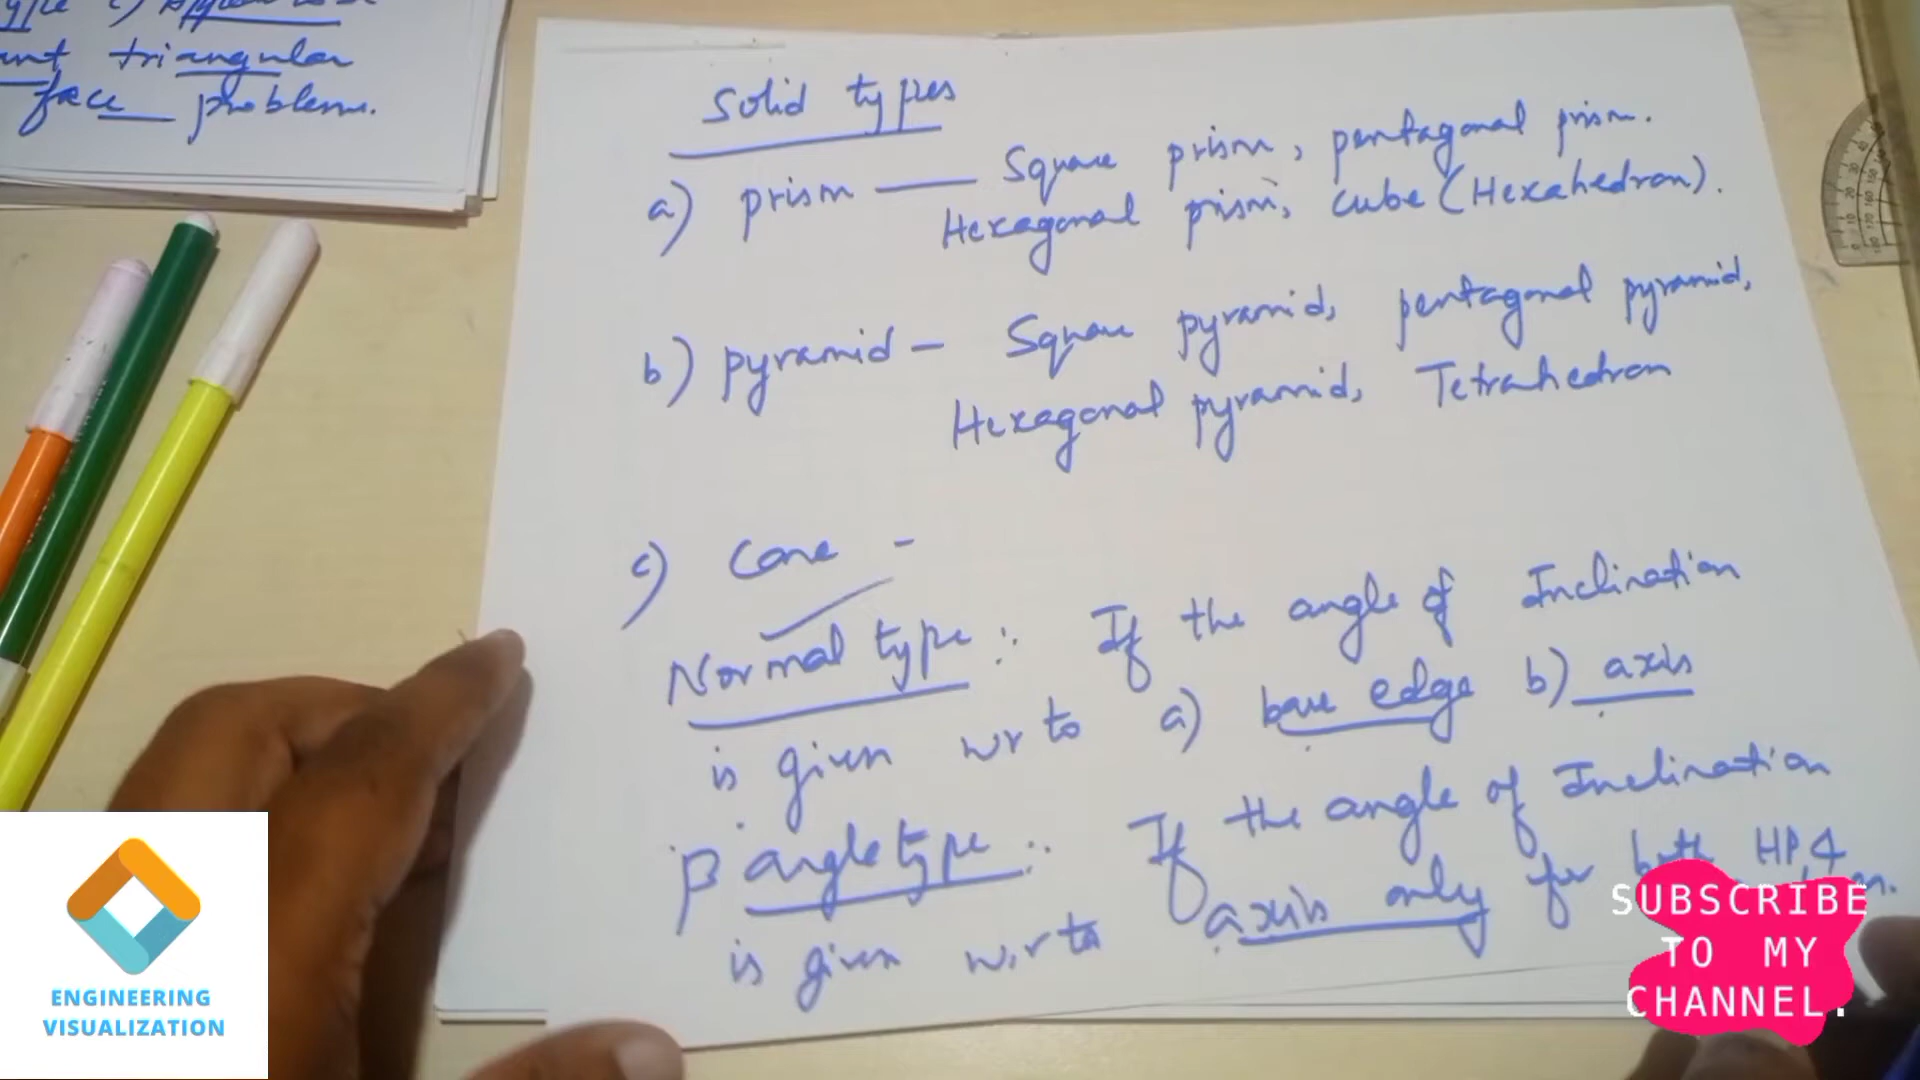 triangular
face problems.
Solid types
a) prism — Square prism, pentagonal prism.
Hexagonal prism, cube (Hexahedron).
b) pyramid - Square pyramid, pentagonal pyramid,
Hexagonal pyramid, Tetrahedron
c) Cone -
Normal type :. If the angle of Inclination
is given wr to a) base edge b) axis
β angle type :. If the angle of Inclination
is given w.r to axis only for both HP &
SUBSCRIBE
TO MY
CHANNEL.
ENGINEERING
VISUALIZATION